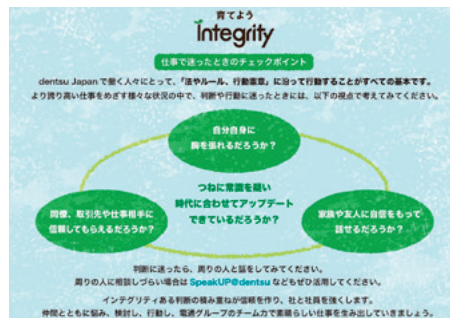 育てよう
integrity
仕事で迷ったときのチェックポイント
dentsu Japanで働く人々にとって、「法やルール、行動憲章」に沿って行動することがすべての基本です。
より誇り高い仕事をめざす様々な状況の中で、判断や行動に迷ったときには、以下の視点で考えてみてください。
自分自身に
胸を張れるだろうか？
つねに常識を疑い
時代に合わせてアップデート
できているだろうか？
同僚、取引先や仕事相手に
信頼してもらえるだろうか？
家族や友人に自信をもって
話せるだろうか？
判断に迷ったら、周りの人と話をしてみてください。
周りの人に相談しづらい場合は SpeakUP@dentsu などもぜひ活用してください。
インテグリティある判断の積み重ねが信頼を作り、社と社員を強くします。
仲間とともに悩み、検討し、行動し、電通グループのチーム力で素晴らしい仕事を生み出していきましょう。